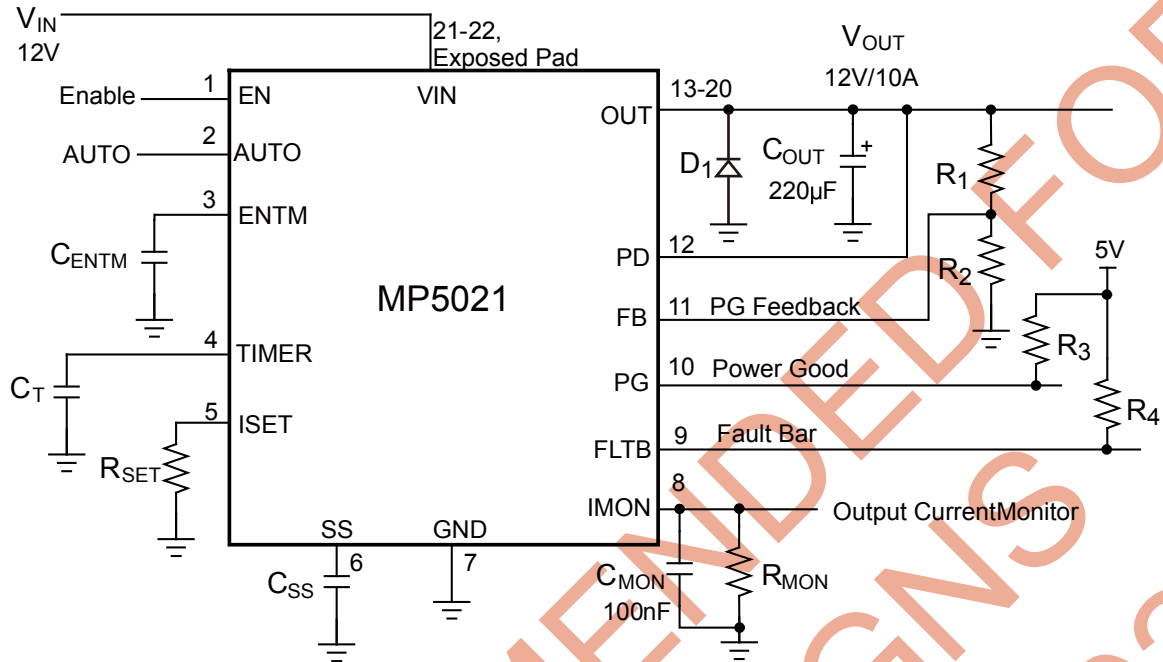 VIN
12V
21-22,
Exposed Pad
VOUT
12V/10A
Enable
1
EN
VIN
OUT
13-20
AUTO
2
AUTO
3
ENTM
CENTM
D1
COUT
+
220µF
R1
R2
PD
12
5V
MP5021
FB
11
PG Feedback
4
TIMER
CT
PG
10
Power Good
R3
R4
5
ISET
RSET
FLTB
9
Fault Bar
8
IMON
Output CurrentMonitor
SS
6
CSS
GND
7
CMON
100nF
RMON